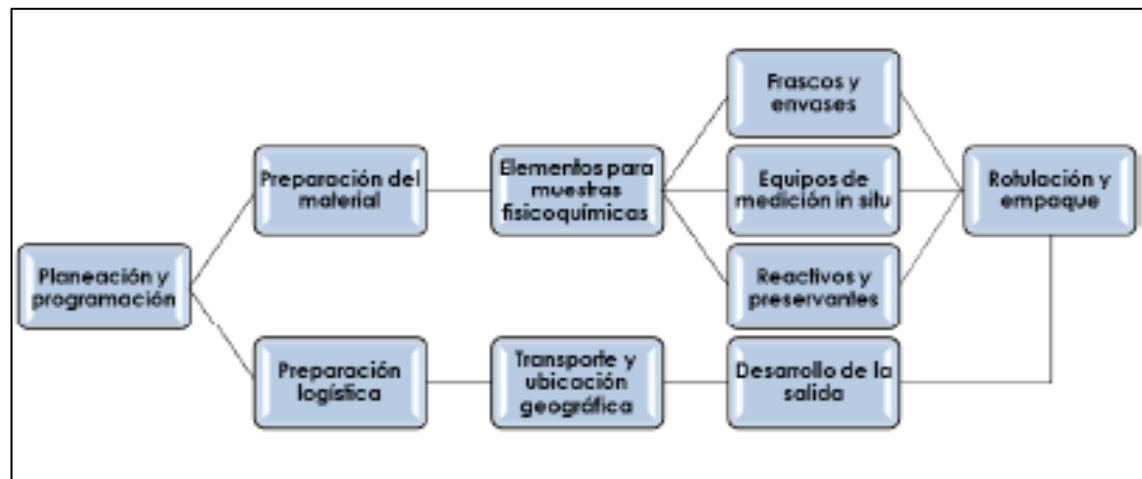 Planeación y
programación
Preparación del
material
Preparación
logística
Elementos para
muestras
fisicoquímicas
Transporte y
ubicación
geográfica
Frascos y
envases
Equipos de
medición in situ
Reactivos y
preservantes
Desarrollo de la
salida
Rotulación y
empaque